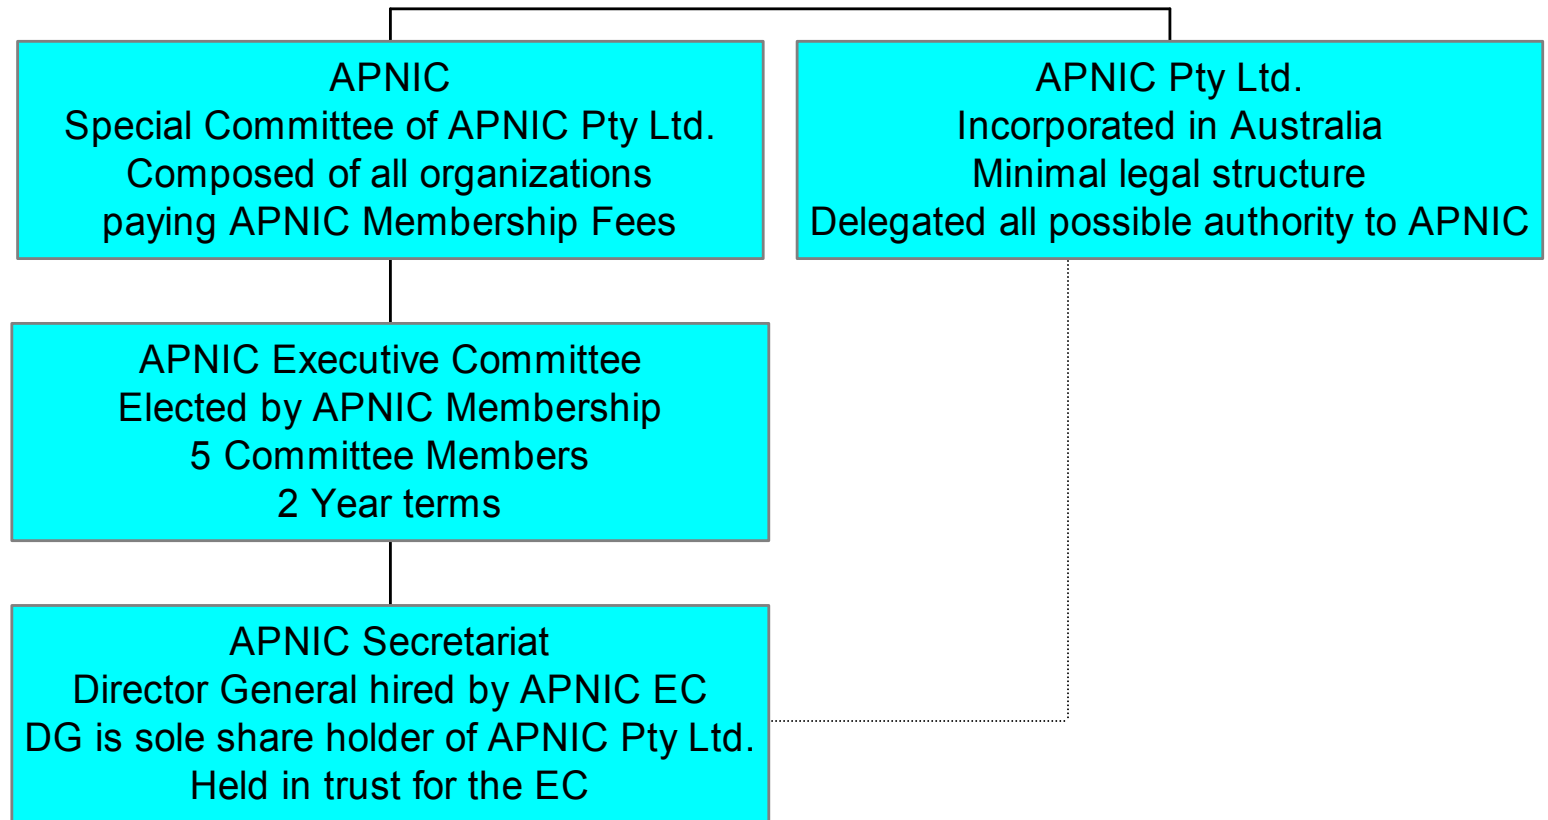 APNIC
Special Committee of APNIC Pty Ltd.
Composed of all organizations
paying APNIC Membership Fees
APNIC Pty Ltd.
Incorporated in Australia
Minimal legal structure
Delegated all possible authority to APNIC
APNIC Executive Committee
Elected by APNIC Membership
5 Committee Members
2 Year terms
APNIC Secretariat
Director General hired by APNIC EC
DG is sole share holder of APNIC Pty Ltd.
Held in trust for the EC